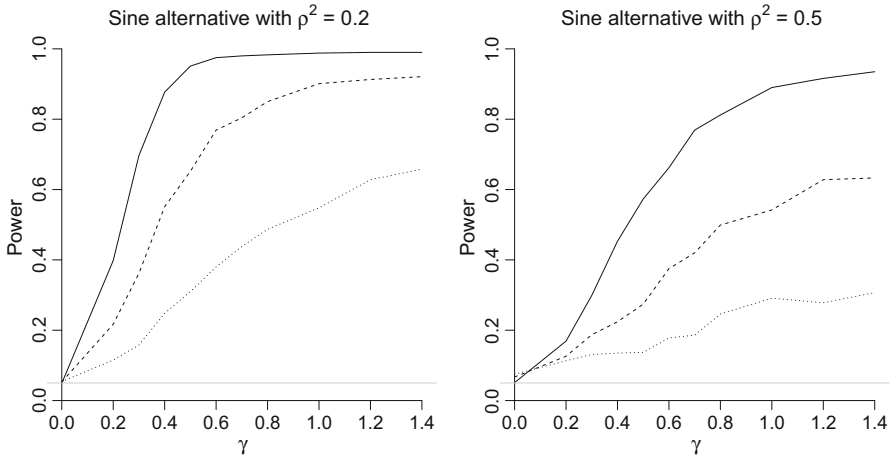 Sine alternative with ρ² = 0.2
Power
0.0 0.2 0.4 0.6 0.8 1.0
0.0 0.2 0.4 0.6 0.8 1.0 1.2 1.4
γ
Sine alternative with ρ² = 0.5
Power
0.0 0.2 0.4 0.6 0.8 1.0
0.0 0.2 0.4 0.6 0.8 1.0 1.2 1.4
γ